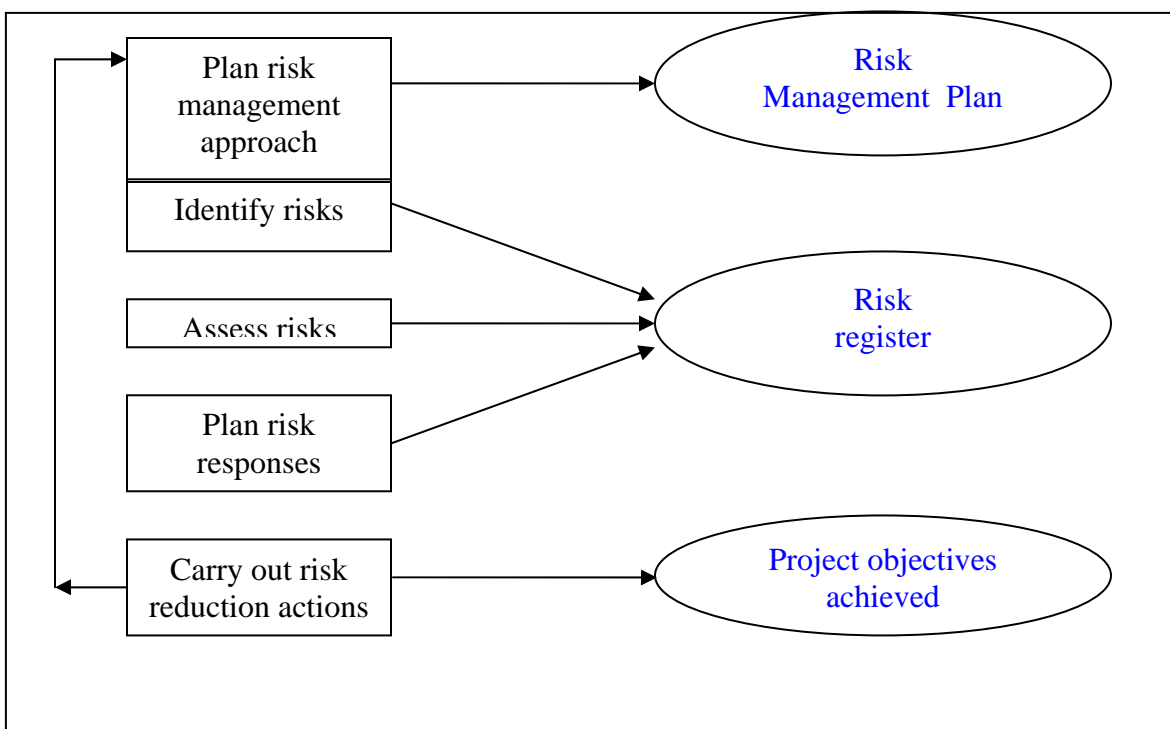 Plan risk
management
approach
Risk
Management Plan
Identify risks
Assess risks
Risk
register
Plan risk
responses
Carry out risk
reduction actions
Project objectives
achieved